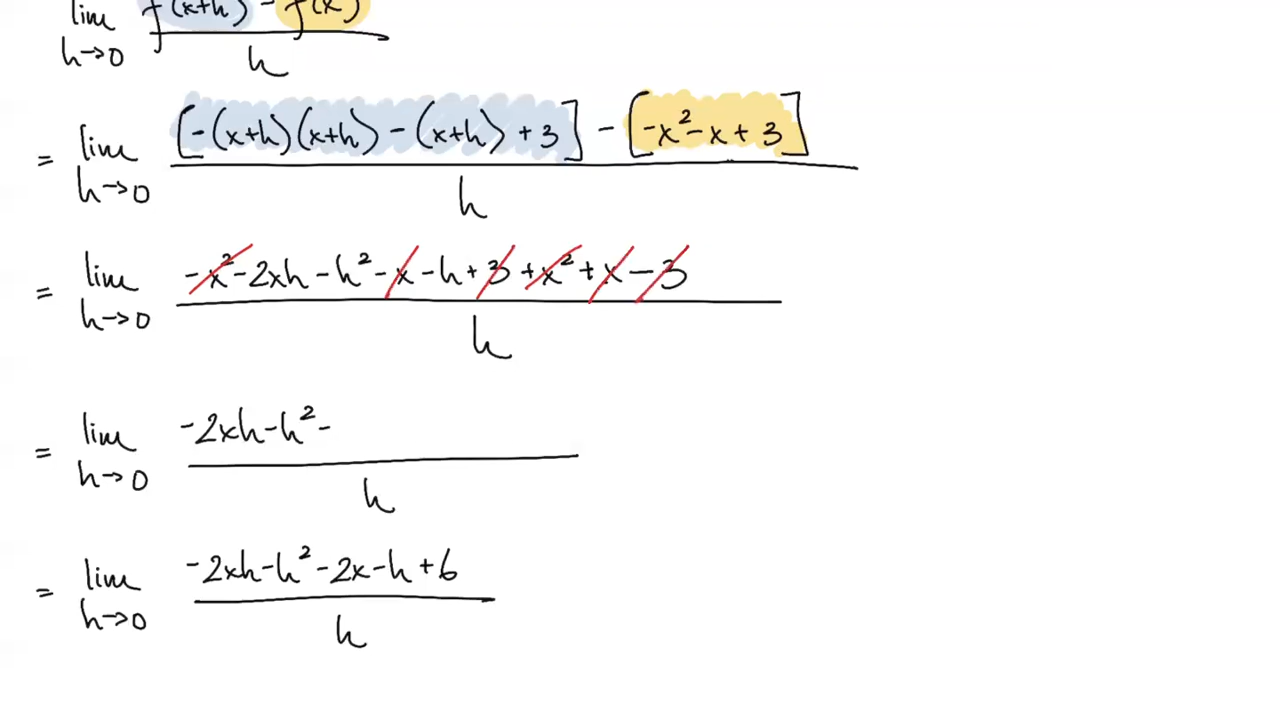 lim h→0 f(x+h) - f(x) / h
= lim h→0 [-(x+h)(x+h) - (x+h) + 3] - [-x² - x + 3] / h
= lim h→0 -x² - 2xh - h² - x - h + 3 + x² + x - 3 / h
= lim h→0 -2xh - h² - / h
= lim h→0 -2xh - h² - 2x - h + 6 / h